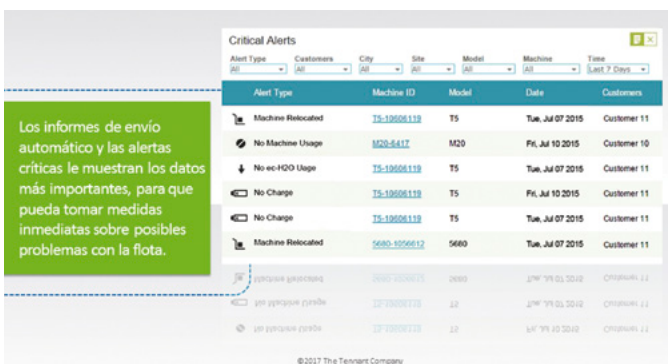 Critical Alerts
Alert Type Customers City Site Model Machine Time
All All All All All All Last 7 Days
Alert Type Machine ID Model Date Customers
Machine Relocated T5-10606119 T5 Tue, Jul 07 2015 Customer 11
No Machine Usage M20-6417 M20 Fri, Jul 10 2015 Customer 10
No ec-H2O Uage T5-10606119 T5 Tue, Jul 07 2015 Customer 11
No Charge T5-10606119 T5 Fri, Jul 10 2015 Customer 11
No Charge T5-10606119 T5 Tue, Jul 07 2015 Customer 11
Machine Relocated 5680-1056612 5680 Tue, Jul 07 2015 Customer 11
Los informes de envío
automático y las alertas
críticas le muestran los datos
más importantes, para que
pueda tomar medidas
inmediatas sobre posibles
problemas con la flota.
©2017 The Tennant Company